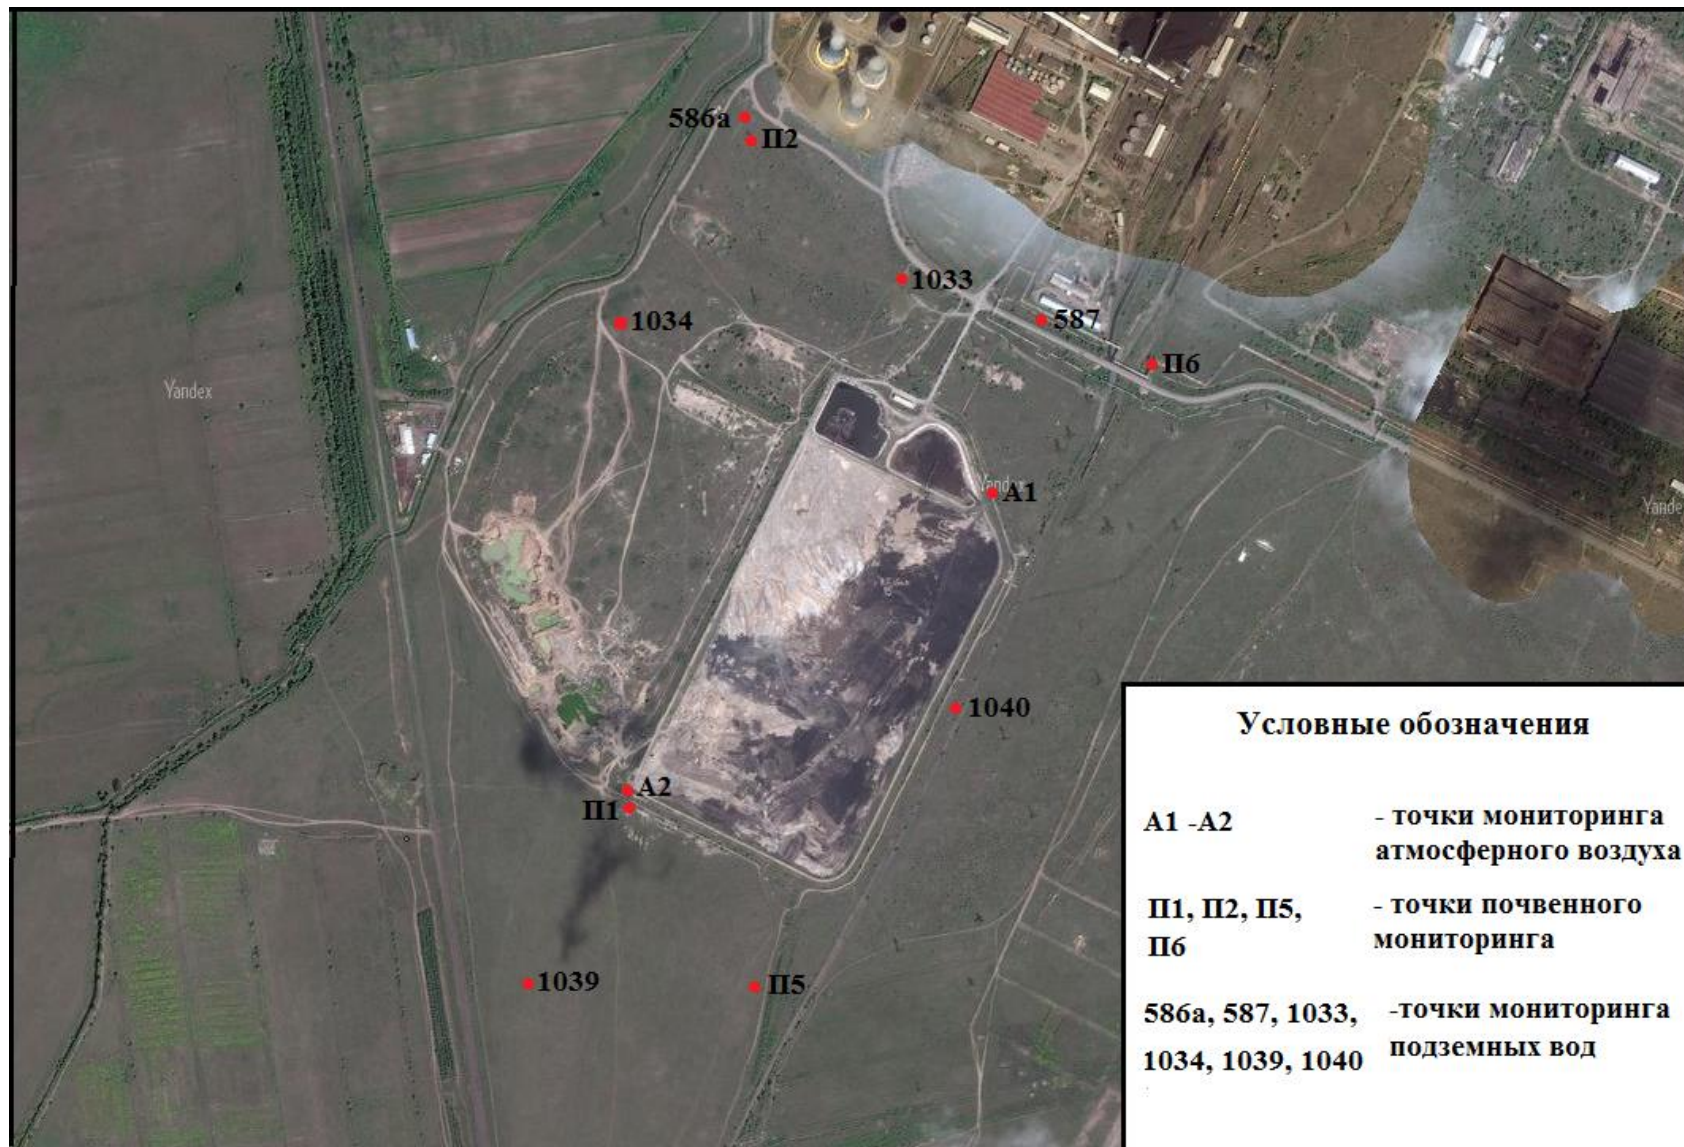 586а
П2
1033
1034
587
П6
Yandex
Yandex
А1
Yande
1040
А2
П1
1039
П5
Условные обозначения
А1 -А2 - точки мониторинга
атмосферного воздуха
П1, П2, П5, - точки почвенного
П6 мониторинга
586а, 587, 1033, -точки мониторинга
1034, 1039, 1040 подземных вод